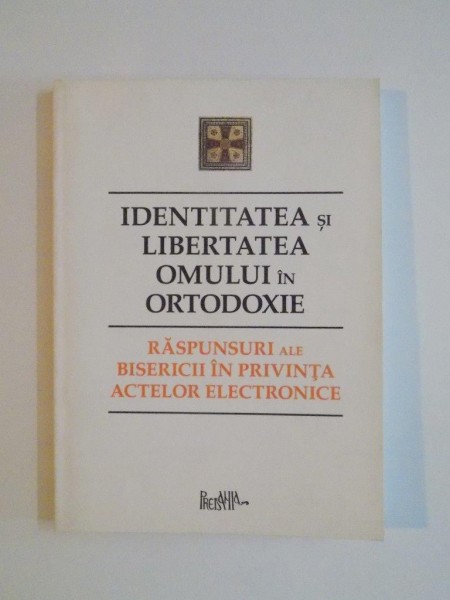 IDENTITATEA ȘI
LIBERTATEA
OMULUI ÎN
ORTODOXIE
RĂSPUNSURI ALE
BISERICII ÎN PRIVINȚA
ACTELOR ELECTRONICE
PREDANIA